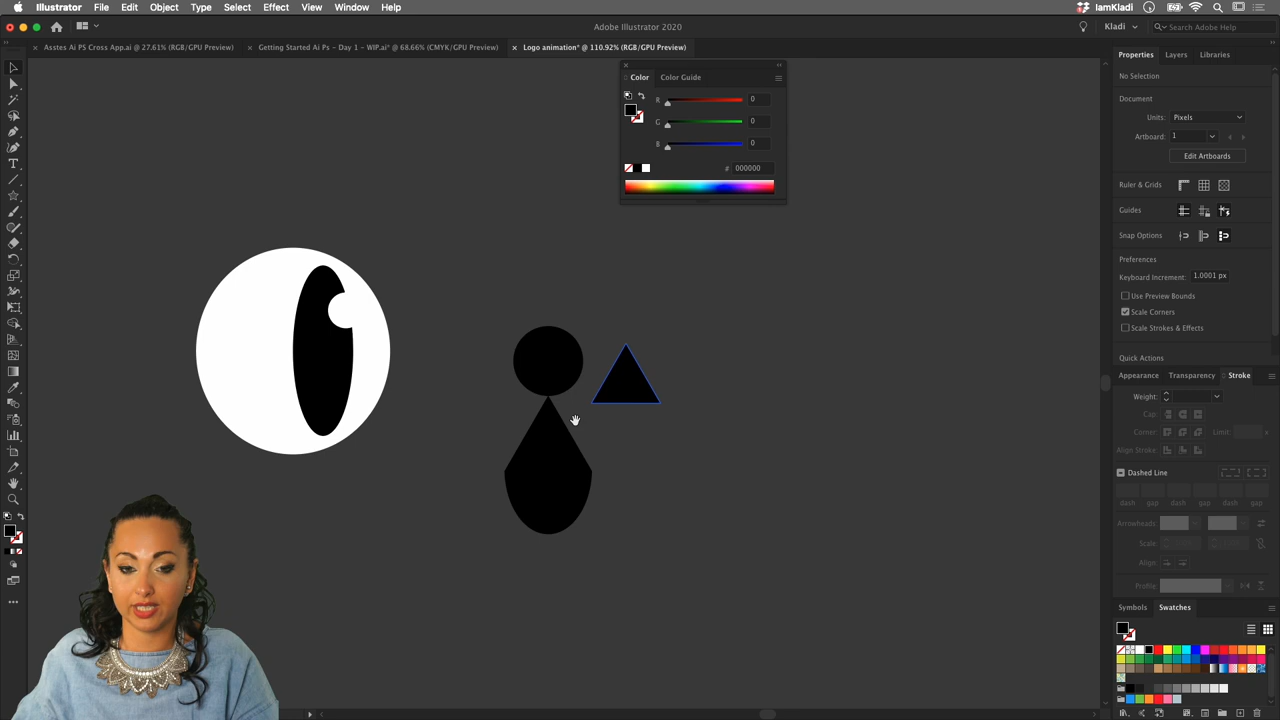 Illustrator File Edit Object Type Select Effect View Window Help IamKladi
Adobe Illustrator 2020 Kladi Search Adobe Stock
Asstes Ai PS Cross App.ai @ 27.61% (RGB/GPU Preview) Getting Started Ai Ps - Day 1 - WIP.ai* @ 68.66% (CMYK/GPU Preview) Logo animation* @ 110.92% (RGB/GPU Preview)
Properties Layers Libraries
Color Color Guide
No Selection
R 0
Document
Units: Pixels
G 0
Artboard: 1
B 0
Edit Artboards
# 000000
Ruler & Grids
Guides
Snap Options
Preferences
Keyboard Increment: 1.0001 px
Use Preview Bounds
Scale Corners
Scale Strokes & Effects
Quick Actions
Appearance Transparency Stroke
Weight:
Cap:
Corner: Limit: x
Align Stroke:
Dashed Line
dash gap dash gap dash gap
Arrowheads:
Scale:
Align:
Profile:
Symbols Swatches